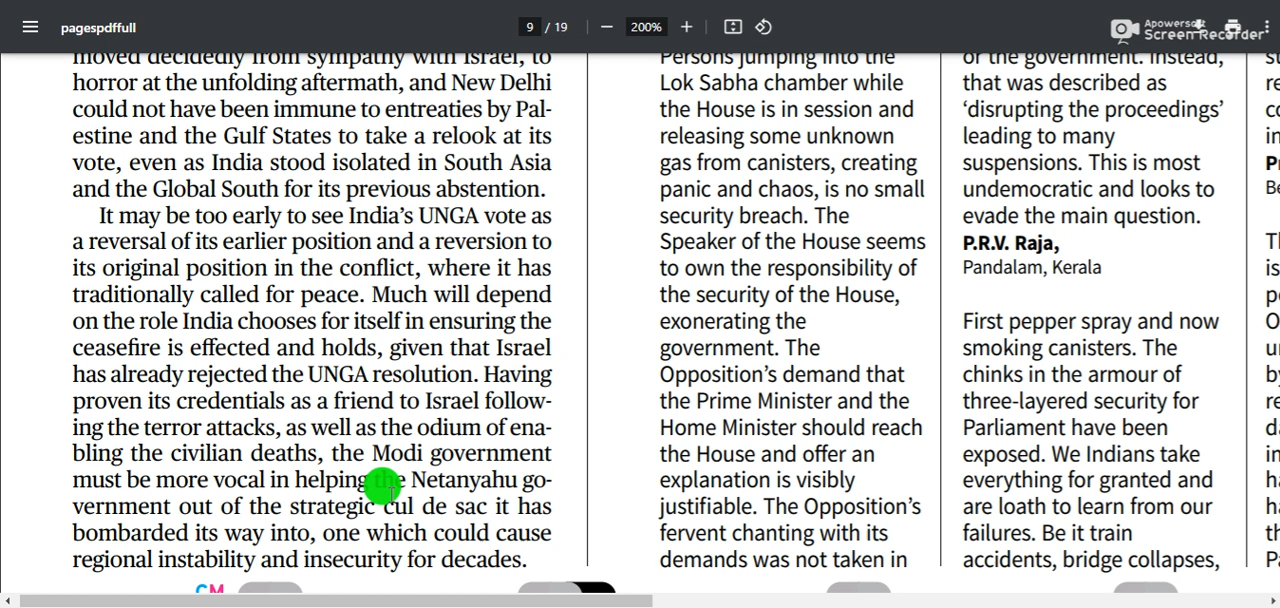 pagespdffull
9 / 19
200%
Apowersoft
Screen Recorder
moved decidedly from sympathy with Israel, to
horror at the unfolding aftermath, and New Delhi
could not have been immune to entreaties by Pal-
estine and the Gulf States to take a relook at its
vote, even as India stood isolated in South Asia
and the Global South for its previous abstention.
It may be too early to see India's UNGA vote as
a reversal of its earlier position and a reversion to
its original position in the conflict, where it has
traditionally called for peace. Much will depend
on the role India chooses for itself in ensuring the
ceasefire is effected and holds, given that Israel
has already rejected the UNGA resolution. Having
proven its credentials as a friend to Israel follow-
ing the terror attacks, as well as the odium of ena-
bling the civilian deaths, the Modi government
must be more vocal in helping the Netanyahu go-
vernment out of the strategic cul de sac it has
bombarded its way into, one which could cause
regional instability and insecurity for decades.
Persons jumping into the
Lok Sabha chamber while
the House is in session and
releasing some unknown
gas from canisters, creating
panic and chaos, is no small
security breach. The
Speaker of the House seems
to own the responsibility of
the security of the House,
exonerating the
government. The
Opposition's demand that
the Prime Minister and the
Home Minister should reach
the House and offer an
explanation is visibly
justifiable. The Opposition's
fervent chanting with its
demands was not taken in
or the government. Instead,
that was described as
'disrupting the proceedings'
leading to many
suspensions. This is most
undemocratic and looks to
evade the main question.
P.R.V. Raja,
Pandalam, Kerala
First pepper spray and now
smoking canisters. The
chinks in the armour of
three-layered security for
Parliament have been
exposed. We Indians take
everything for granted and
are loath to learn from our
failures. Be it train
accidents, bridge collapses,
CM